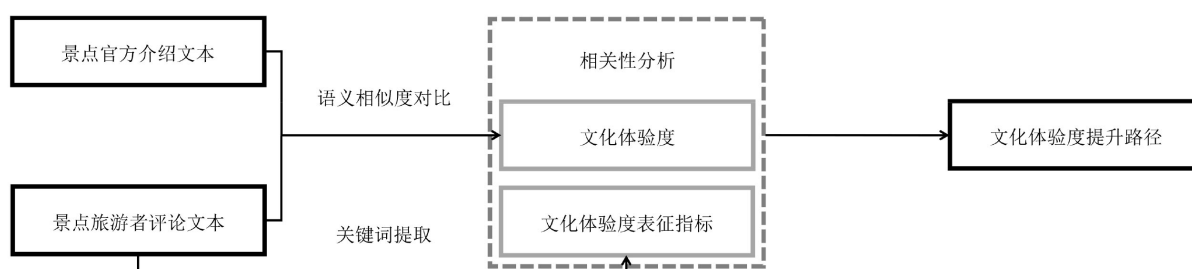 景点官方介绍文本
相关性分析
语义相似度对比
文化体验度
文化体验度提升路径
景点旅游者评论文本
关键词提取
文化体验度表征指标